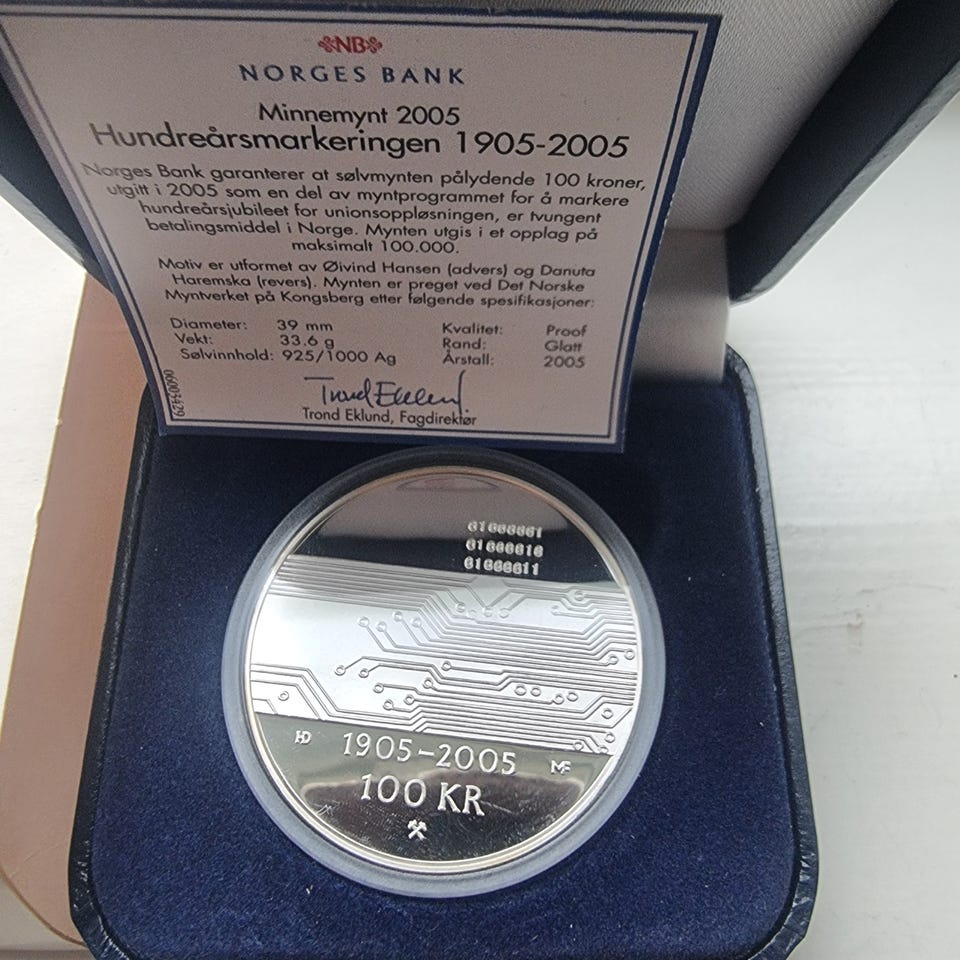 NB
NORGES BANK
Minnemynt 2005
Hundreårsmarkeringen 1905-2005
Norges Bank garanterer at sølvmynten pålydende 100 kroner,
utgitt i 2005 som en del av myntprogrammet for å markere
hundreårsjubileet for unionsoppløsningen, er tvungent
betalingsmiddel i Norge. Mynten utgis i et opplag på
maksimalt 100.000.
Motiv er utformet av Øivind Hansen (advers) og Danuta
Haremska (revers). Mynten er preget ved Det Norske
Myntverket på Kongsberg etter følgende spesifikasjoner:
Diameter: 39 mm Kvalitet: Proof
Vekt: 33.6 g Rand: Glatt
Sølvinnhold: 925/1000 Ag Årstall: 2005
Trond Eklund
Trond Eklund, Fagdirektør
01000001
01000010
01000011
1905-2005
100 KR